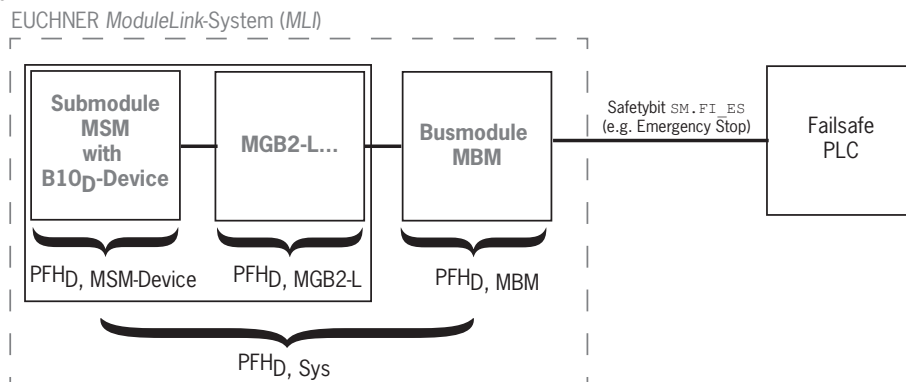 EUCHNER ModuleLink-System (MLI)
Submodule
MSM
with
B10D-Device
MGB2-L...
Busmodule
MBM
Safetybit SM.FI_ES
(e.g. Emergency Stop)
Failsafe
PLC
PFHD, MSM-Device
PFHD, MGB2-L
PFHD, MBM
PFHD, Sys